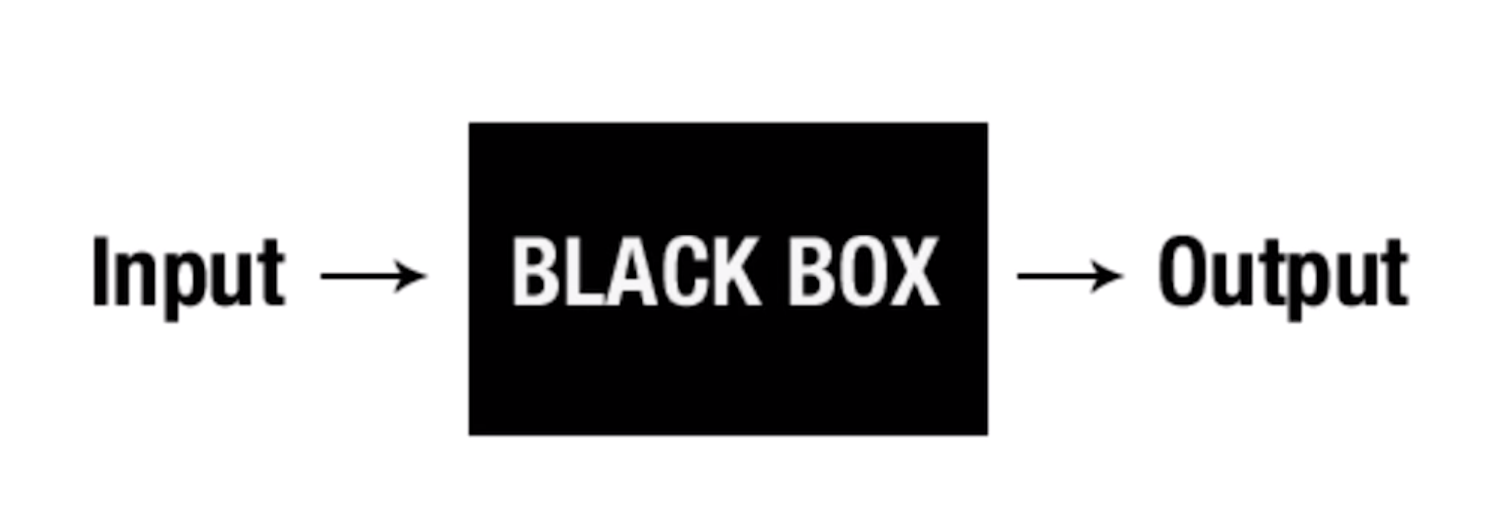 Input → BLACK BOX → Output